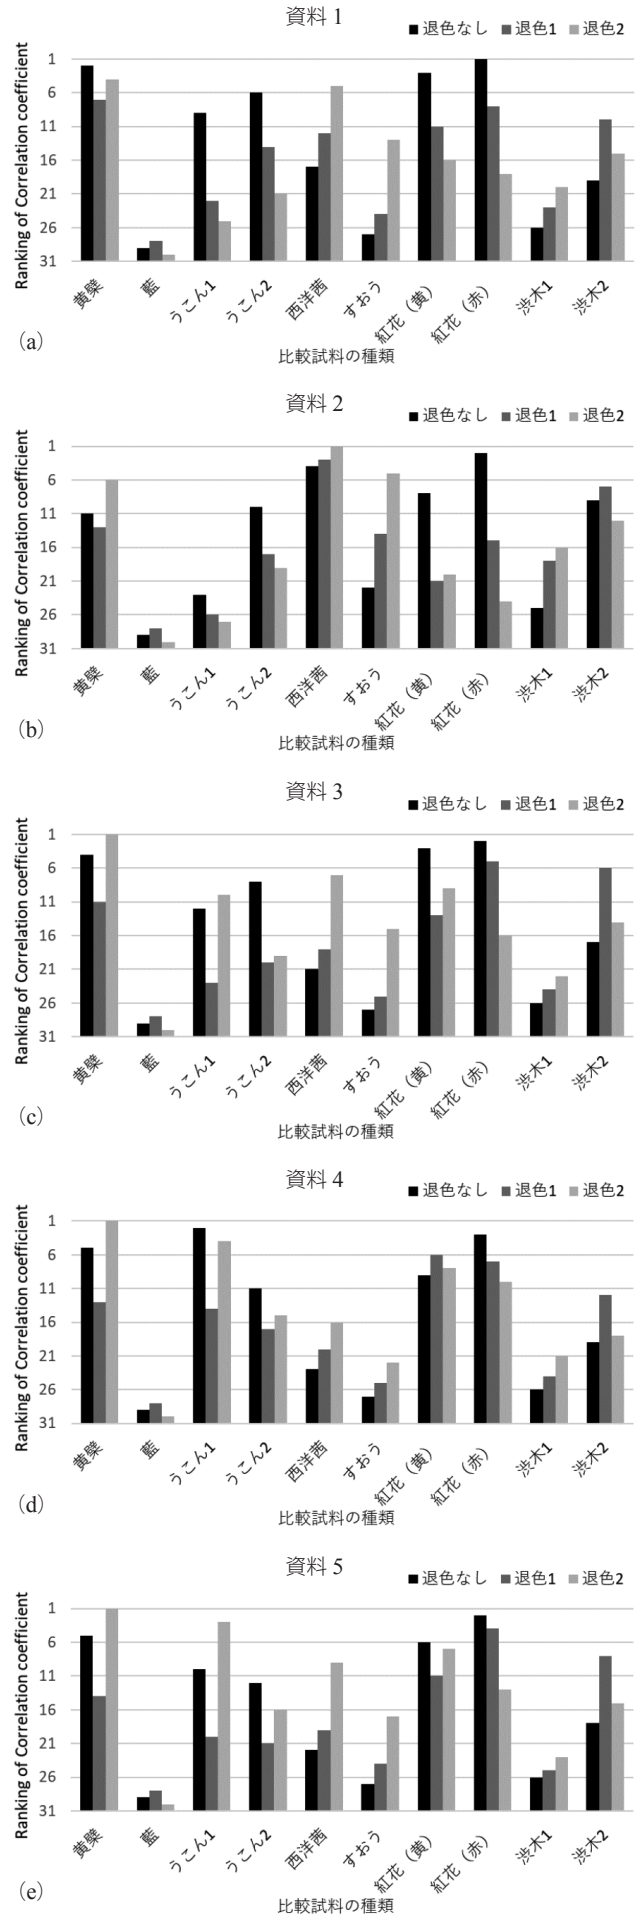 資料 1
■ 退色なし ■ 退色1 ■ 退色2
Ranking of Correlation coefficient
1
6
11
16
21
26
31
黄檗 藍 うこん1 うこん2 西洋茜 すおう 紅花（黄） 紅花（赤） 渋木1 渋木2
(a)
比較試料の種類
資料 2
■ 退色なし ■ 退色1 ■ 退色2
Ranking of Correlation coefficient
1
6
11
16
21
26
31
黄檗 藍 うこん1 うこん2 西洋茜 すおう 紅花（黄） 紅花（赤） 渋木1 渋木2
(b)
比較試料の種類
資料 3
■ 退色なし ■ 退色1 ■ 退色2
Ranking of Correlation coefficient
1
6
11
16
21
26
31
黄檗 藍 うこん1 うこん2 西洋茜 すおう 紅花（黄） 紅花（赤） 渋木1 渋木2
(c)
比較試料の種類
資料 4
■ 退色なし ■ 退色1 ■ 退色2
Ranking of Correlation coefficient
1
6
11
16
21
26
31
黄檗 藍 うこん1 うこん2 西洋茜 すおう 紅花（黄） 紅花（赤） 渋木1 渋木2
(d)
比較試料の種類
資料 5
■ 退色なし ■ 退色1 ■ 退色2
Ranking of Correlation coefficient
1
6
11
16
21
26
31
黄檗 藍 うこん1 うこん2 西洋茜 すおう 紅花（黄） 紅花（赤） 渋木1 渋木2
(e)
比較試料の種類